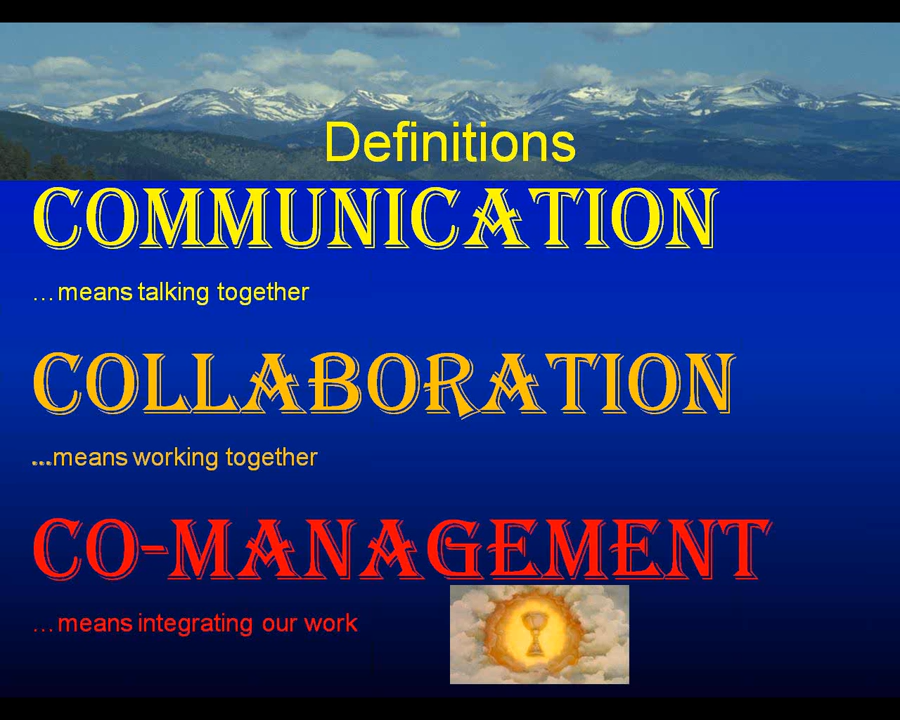 Definitions
COMMUNICATION
…means talking together
COLLABORATION
…means working together
CO-MANAGEMENT
…means integrating our work